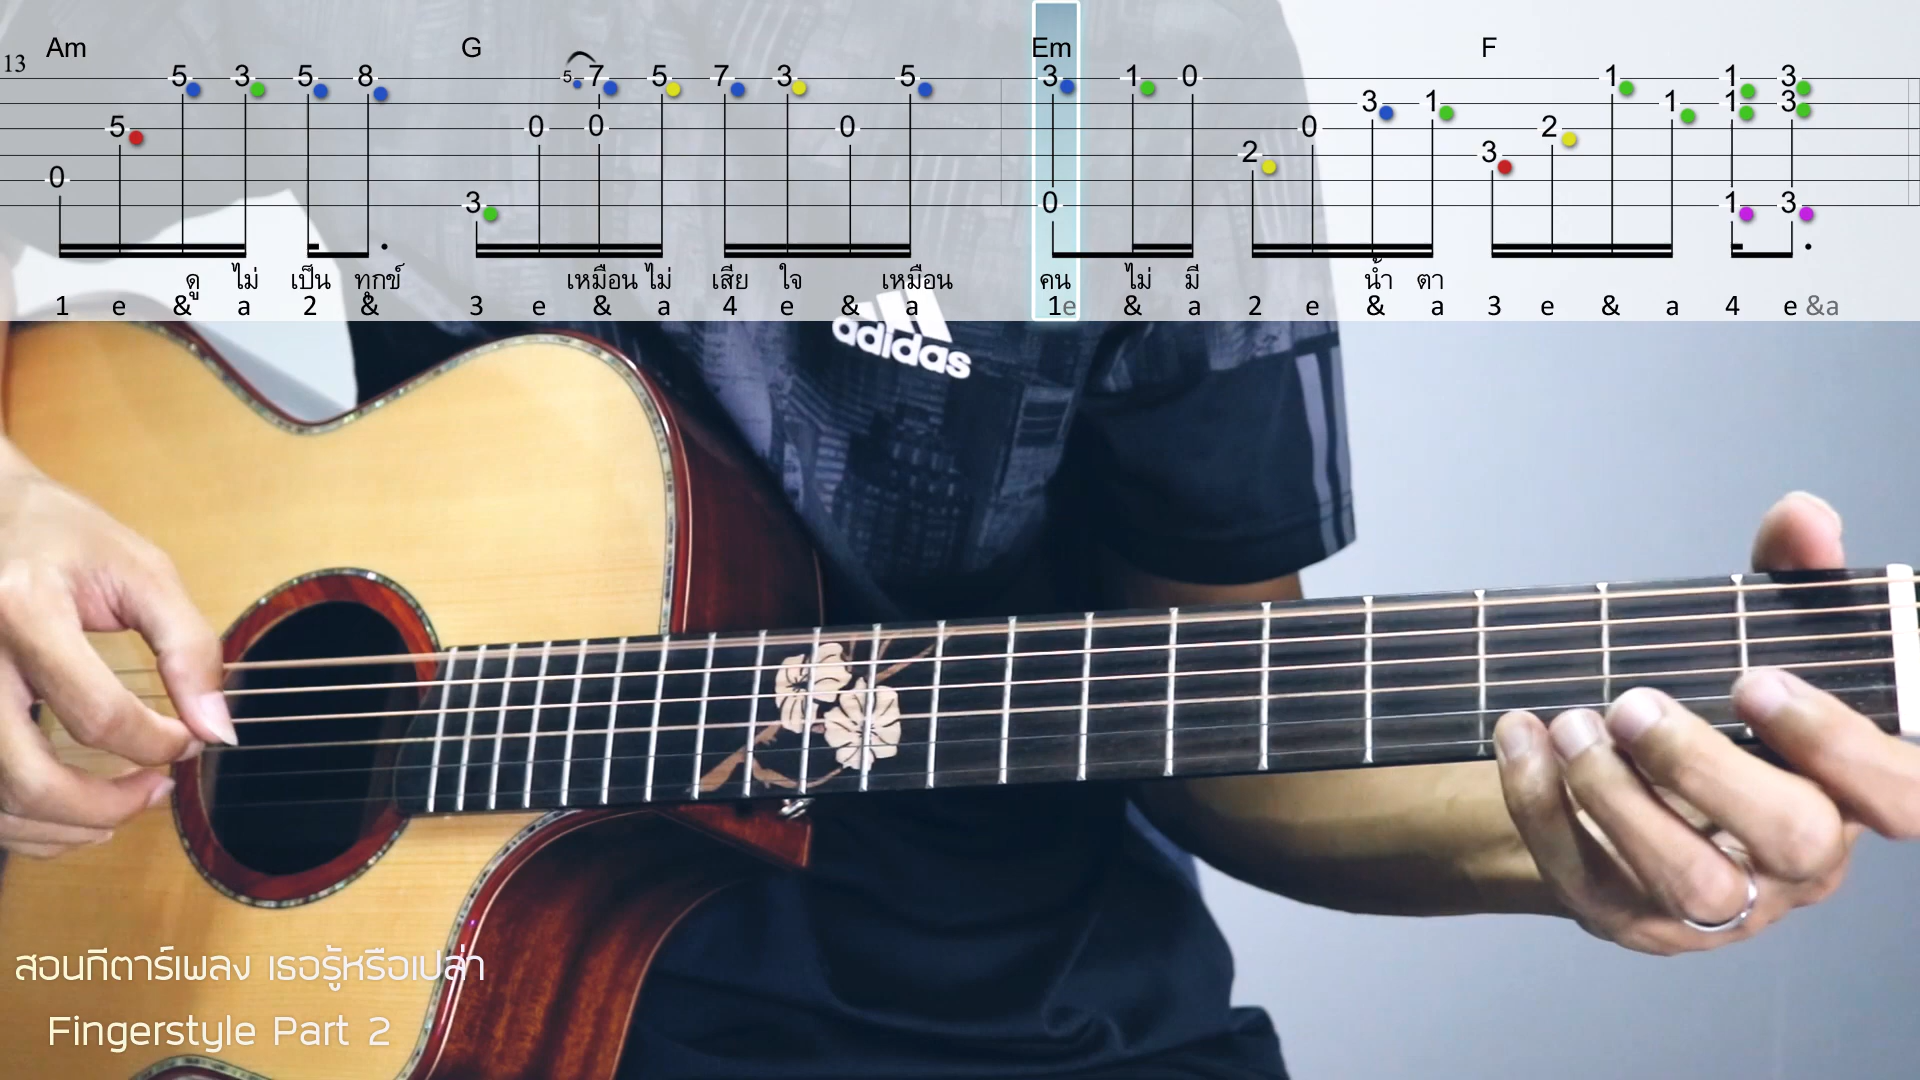 Am G Em F
13
5 3 5 8 5 7 5 7 3 5 3 1 0 1 1 3
3 1 1 1 3
5 0 0 0 0 2
0 2 3
3 0 1 3
ดู ไม่ เป็น ทุกข์ เหมือน ไม่ เสีย ใจ เหมือน คน ไม่ มี น้ำ ตา
1 e & a 2 & 3 e & a 4 e & a 1e & a 2 e & a 3 e & a 4 e &a
adidas
สอนกีตาร์เพลง เธอรู้หรือเปล่า
Fingerstyle Part 2